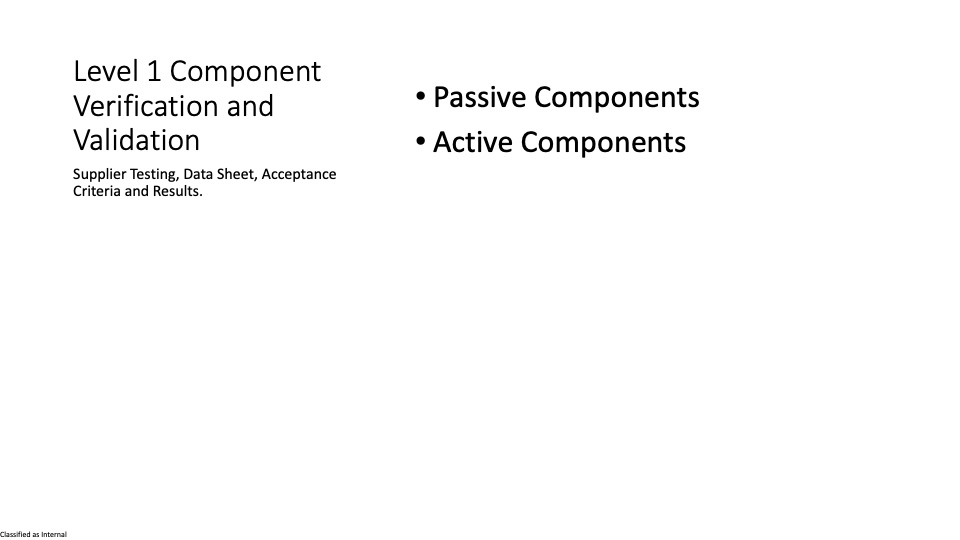 Level 1 Component
Verification and
Validation
Supplier Testing, Data Sheet, Acceptance
Criteria and Results.
• Passive Components
• Active Components
Classified as Internal